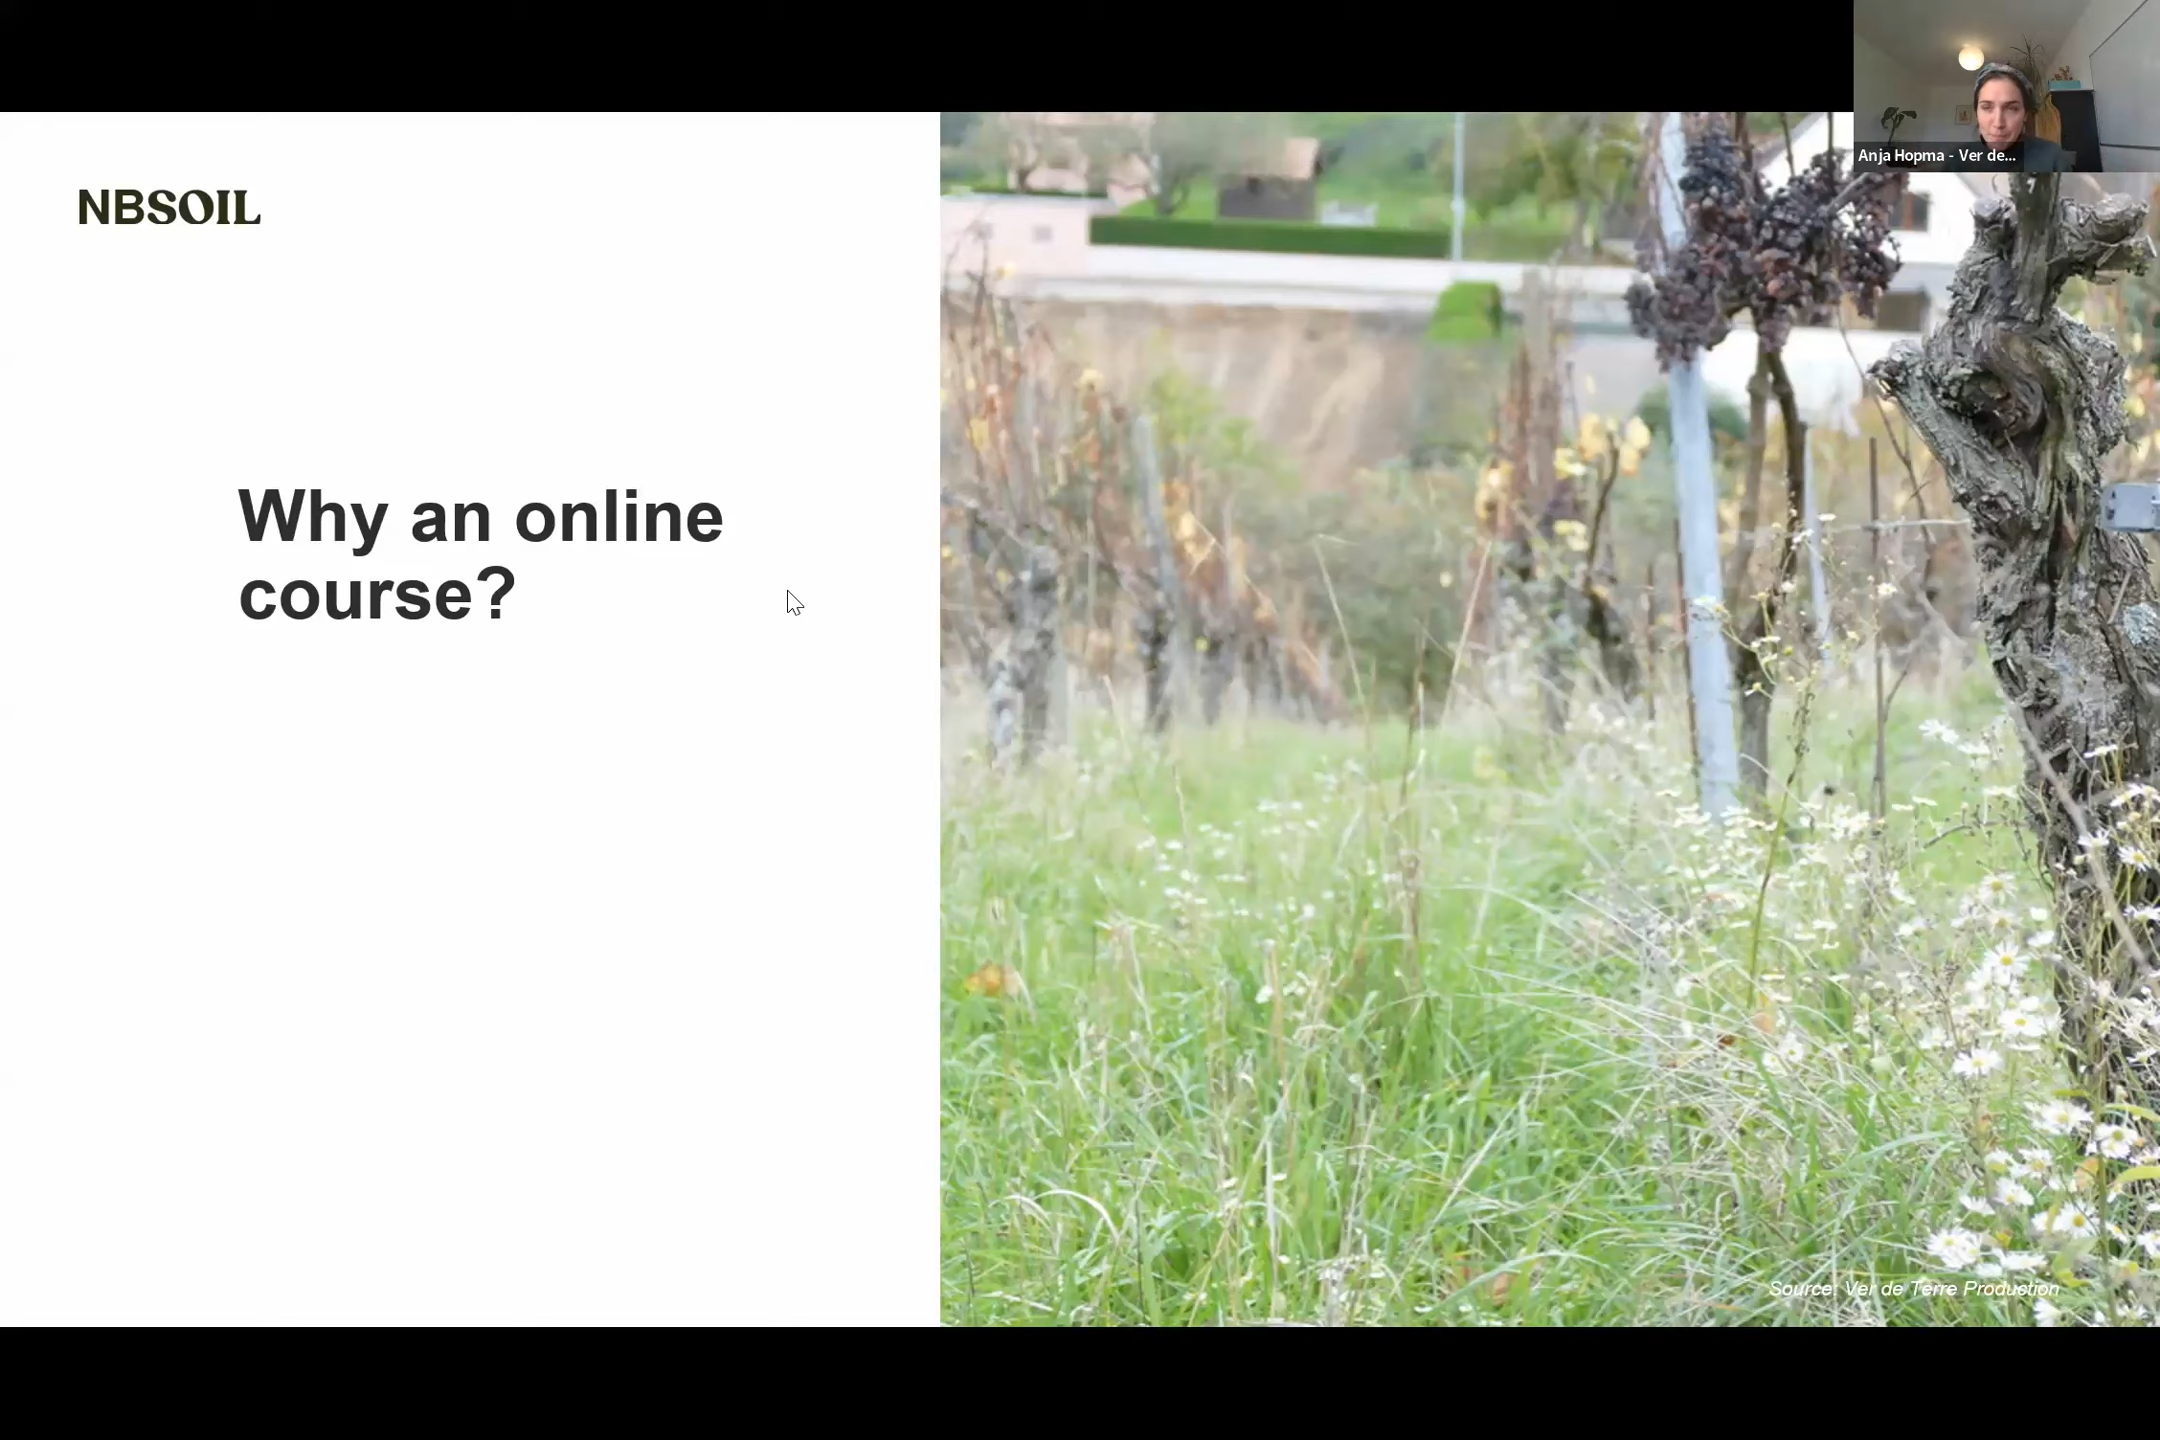 Anja Hopma - Ver de...
NBSOIL
Why an online
course?
Source: Ver de Terre Production